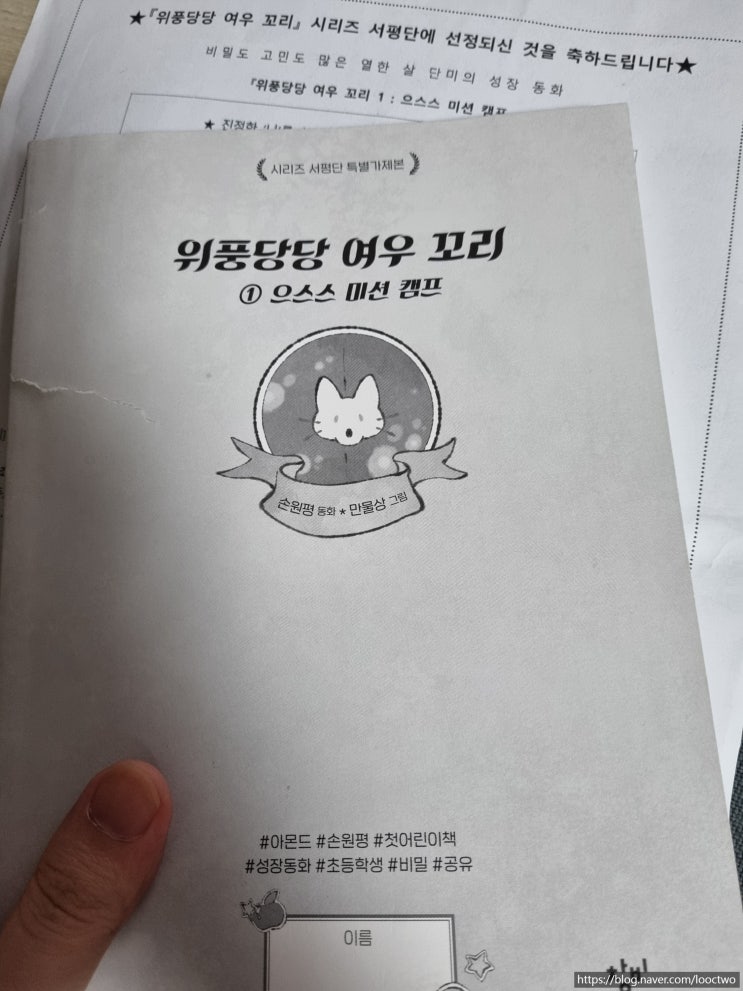 ★『위풍당당 여우 꼬리』 시리즈 서평단에 선정되신 것을 축하드립니다★
비밀도 고민도 많은 열한 살 단미의 성장 동화
『위풍당당 여우 꼬리 1 : 으스스 미션 캠프
★ 진정한
시리즈 서평단 특별가제본
위풍당당 여우 꼬리
① 으스스 미션 캠프
손원평 동화 ★ 만물상 그림
#아몬드 #손원평 #첫어린이책
#성장동화 #초등학생 #비밀 #공유
이름
창비
https://blog.naver.com/looctwo